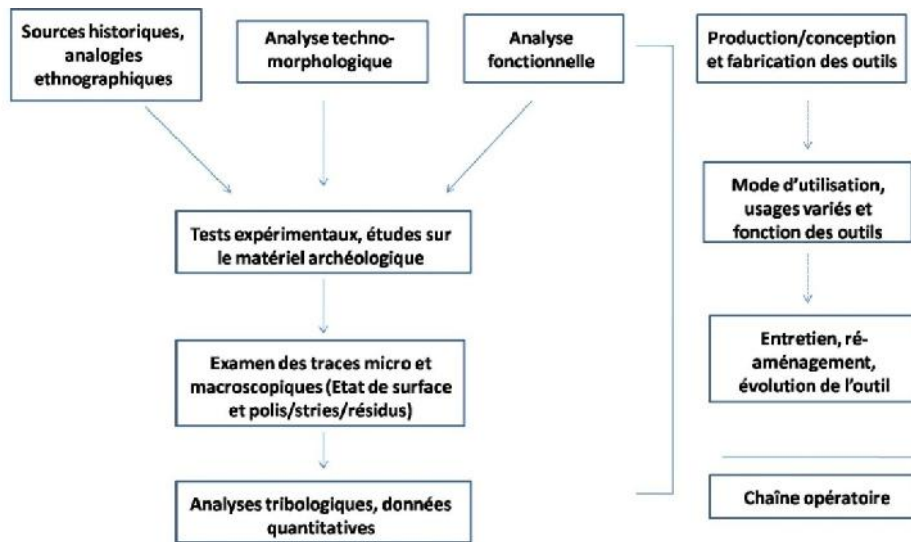 Sources historiques,
analogies
ethnographiques
Analyse techno-
morphologique
Analyse
fonctionnelle
Production/conception
et fabrication des outils
Mode d'utilisation,
usages variés et
fonction des outils
Tests expérimentaux, études sur
le matériel archéologique
Entretien, ré-
aménagement,
évolution de l'outil
Examen des traces micro et
macroscopiques (Etat de surface
et polis/stries/résidus)
Analyses tribologiques, données
quantitatives
Chaîne opératoire